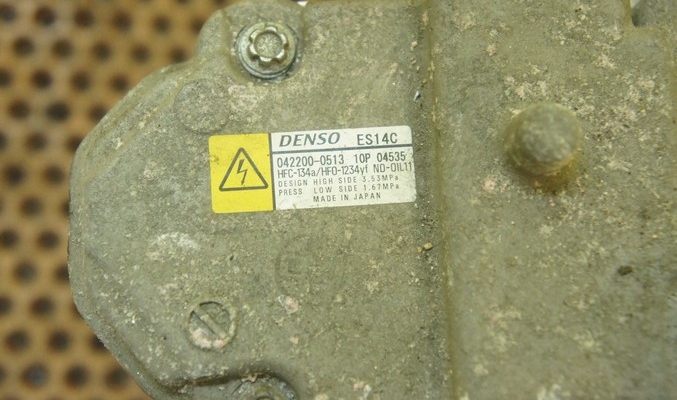 DENSO ES14C
042200-0513 10P 04535
HFC-134a/HFO-1234yf ND-OIL11
DESIGN HIGH SIDE 3.53MPa
PRESS LOW SIDE 1.67MPa
MADE IN JAPAN